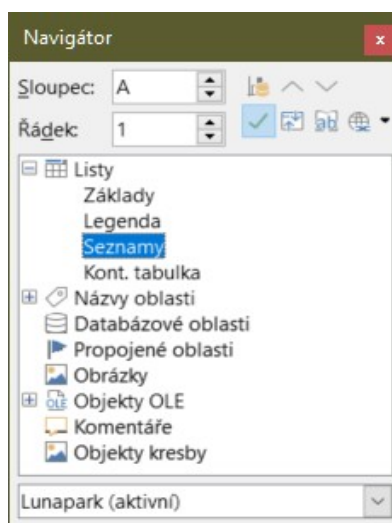 Navigátor
Sloupec: A
Řádek: 1
Listy
Základy
Legenda
Seznamy
Kont. tabulka
Názvy oblasti
Databázové oblasti
Propojené oblasti
Obrázky
Objekty OLE
Komentáře
Objekty kresby
Lunapark (aktivní)